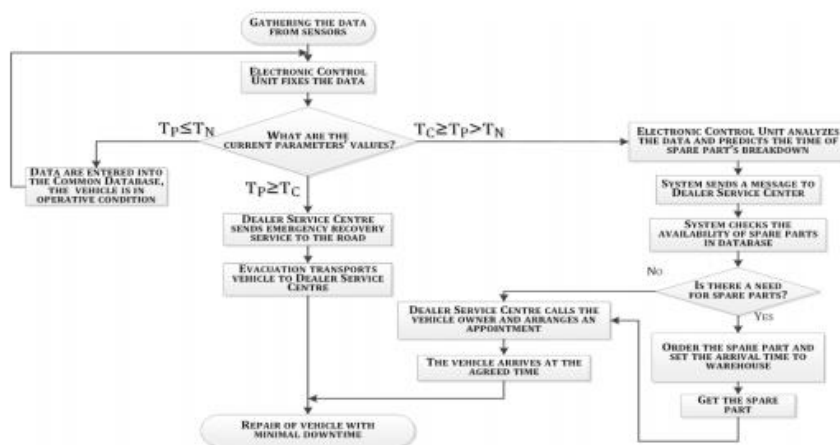 GATHERING THE DATA
FROM SENSORS
ELECTRONIC CONTROL
UNIT FIXES THE DATA
TP≤TN
WHAT ARE THE
CURRENT PARAMETERS' VALUES?
TC≥TP>TN
DATA ARE ENTERED INTO
THE COMMON DATABASE,
THE VEHICLE IS IN
OPERATIVE CONDITION
TP≥TC
DEALER SERVICE CENTRE
SENDS EMERGENCY RECOVERY
SERVICE TO THE ROAD
EVACUATION TRANSPORTS
VEHICLE TO DEALER SERVICE
CENTRE
ELECTRONIC CONTROL UNIT ANALYZES
THE DATA AND PREDICTS THE TIME OF
SPARE PART'S BREAKDOWN
SYSTEM SENDS A MESSAGE TO
DEALER SERVICE CENTER
SYSTEM CHECKS THE
AVAILABILITY OF SPARE PARTS
IN DATABASE
NO
IS THERE A NEED
FOR SPARE PARTS?
YES
DEALER SERVICE CENTRE CALLS THE
VEHICLE OWNER AND ARRANGES AN
APPOINTMENT
THE VEHICLE ARRIVES AT THE
AGREED TIME
ORDER THE SPARE PART AND
SET THE ARRIVAL TIME TO
WAREHOUSE
GET THE SPARE
PART
REPAIR OF VEHICLE WITH
MINIMAL DOWNTIME